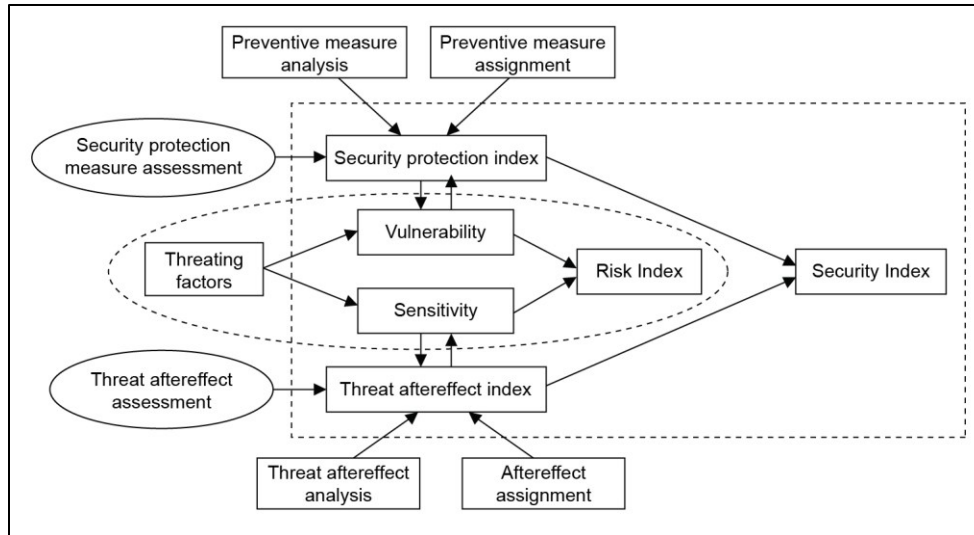 Preventive measure
analysis
Preventive measure
assignment
Security protection
measure assessment
Security protection index
Vulnerability
Threating
factors
Risk Index
Security Index
Sensitivity
Threat aftereffect
assessment
Threat aftereffect index
Threat aftereffect
analysis
Aftereffect
assignment